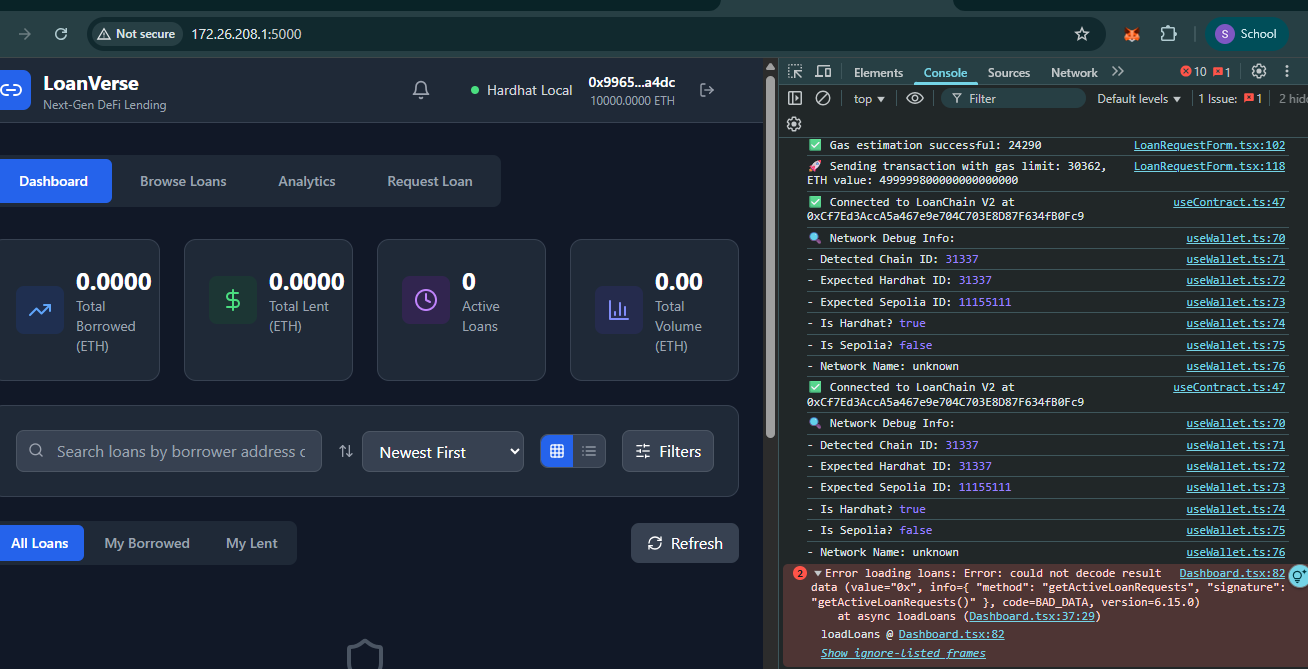 Not secure 172.26.208.1:5000 S School
LoanVerse
Next-Gen DeFi Lending
Hardhat Local
0x9965...a4dc
10000.0000 ETH
Dashboard Browse Loans Analytics Request Loan
0.0000
Total
Borrowed
(ETH)
0.0000
Total Lent
(ETH)
0
Active
Loans
0.00
Total
Volume
(ETH)
Search loans by borrower address
Newest First
Filters
All Loans My Borrowed My Lent
Refresh
Elements Console Sources Network 10 1
top Filter Default levels 1 Issue: 1
✅ Gas estimation successful: 24290 LoanRequestForm.tsx:102
🚀 Sending transaction with gas limit: 30362, LoanRequestForm.tsx:118
ETH value: 499999800000000000000
✅ Connected to LoanChain V2 at useContract.ts:47
0xCf7Ed3AccA5a467e9e704C703E8D87F634fB0Fc9
🔍 Network Debug Info: useWallet.ts:70
- Detected Chain ID: 31337 useWallet.ts:71
- Expected Hardhat ID: 31337 useWallet.ts:72
- Expected Sepolia ID: 11155111 useWallet.ts:73
- Is Hardhat? true useWallet.ts:74
- Is Sepolia? false useWallet.ts:75
- Network Name: unknown useWallet.ts:76
✅ Connected to LoanChain V2 at useContract.ts:47
0xCf7Ed3AccA5a467e9e704C703E8D87F634fB0Fc9
🔍 Network Debug Info: useWallet.ts:70
- Detected Chain ID: 31337 useWallet.ts:71
- Expected Hardhat ID: 31337 useWallet.ts:72
- Expected Sepolia ID: 11155111 useWallet.ts:73
- Is Hardhat? true useWallet.ts:74
- Is Sepolia? false useWallet.ts:75
- Network Name: unknown useWallet.ts:76
2 Error loading loans: Error: could not decode result Dashboard.tsx:82
data (value="0x", info={ "method": "getActiveLoanRequests", "signature":
"getActiveLoanRequests()" }, code=BAD_DATA, version=6.15.0)
at async loadLoans (Dashboard.tsx:37:29)
loadLoans @ Dashboard.tsx:82
Show ignore-listed frames